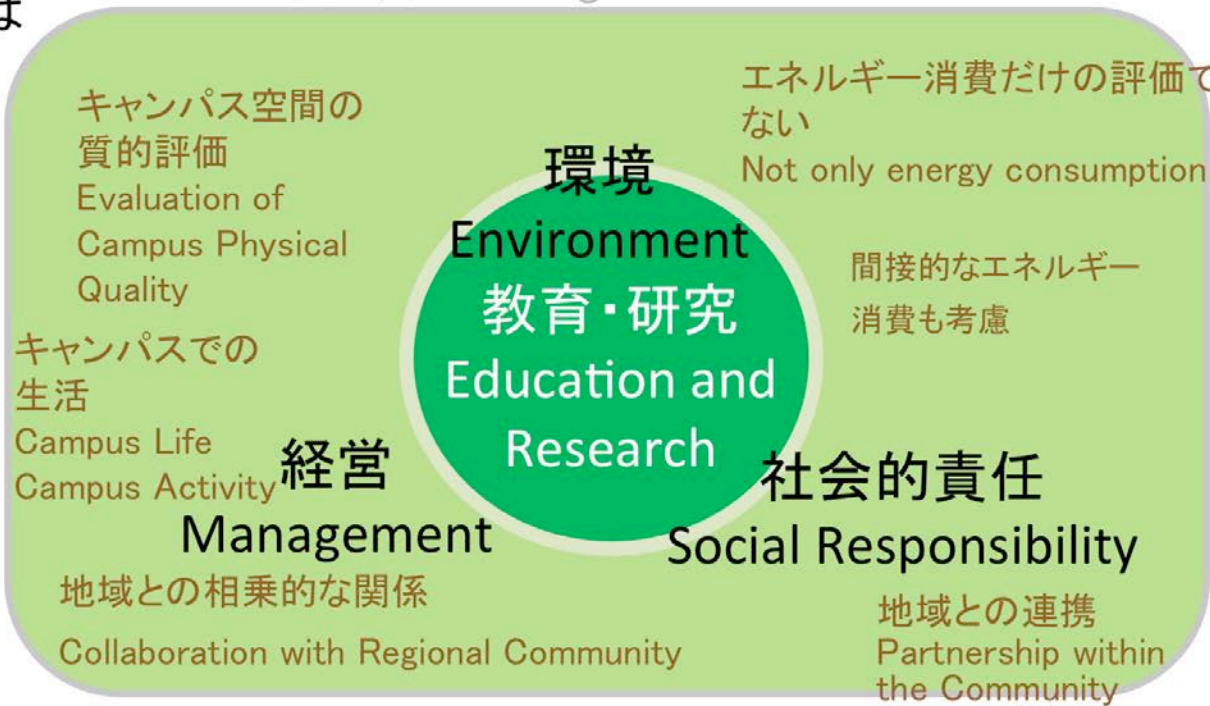 は
キャンパス空間の
質的評価
Evaluation of
Campus Physical
Quality
エネルギー消費だけの評価で
ない
Not only energy consumption
環境
Environment
教育・研究
Education and
Research
間接的なエネルギー
消費も考慮
キャンパスでの
生活
Campus Life
Campus Activity
経営
Management
社会的責任
Social Responsibility
地域との相乗的な関係
Collaboration with Regional Community
地域との連携
Partnership within
the Community